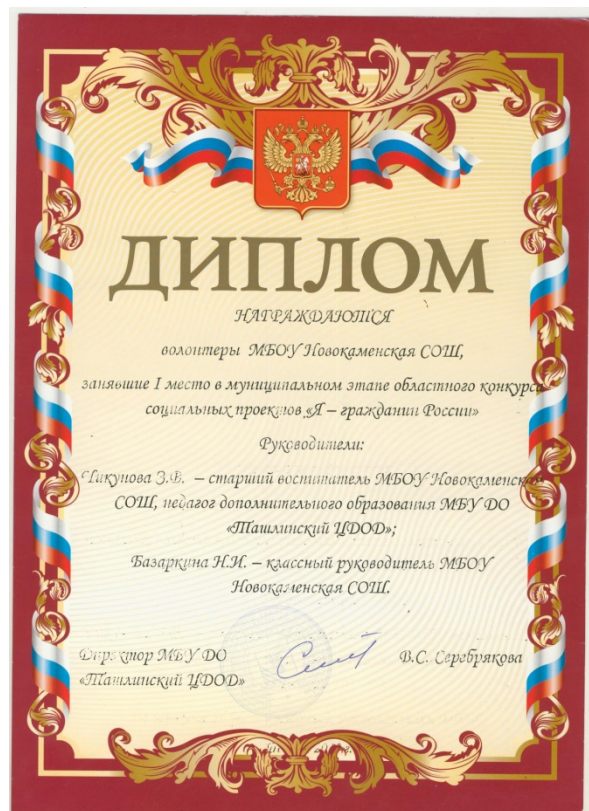 ДИПЛОМ
НАГРАЖДАЮТСЯ
волонтеры МБОУ Новокаменская СОШ,
занявшие I место в муниципальном этапе областного конкурса
социальных проектов „Я – гражданин России»
Руководители:
Чикунова З.В. – старший воспитатель МБОУ Новокаменская
СОШ, педагог дополнительного образования МБУ ДО
«Ташлинский ЦДОД»;
Базаркина Н.И. – классный руководитель МБОУ
Новокаменская СОШ.
Директор МБУ ДО
«Ташлинский ЦДОД»
В.С. Серебрякова